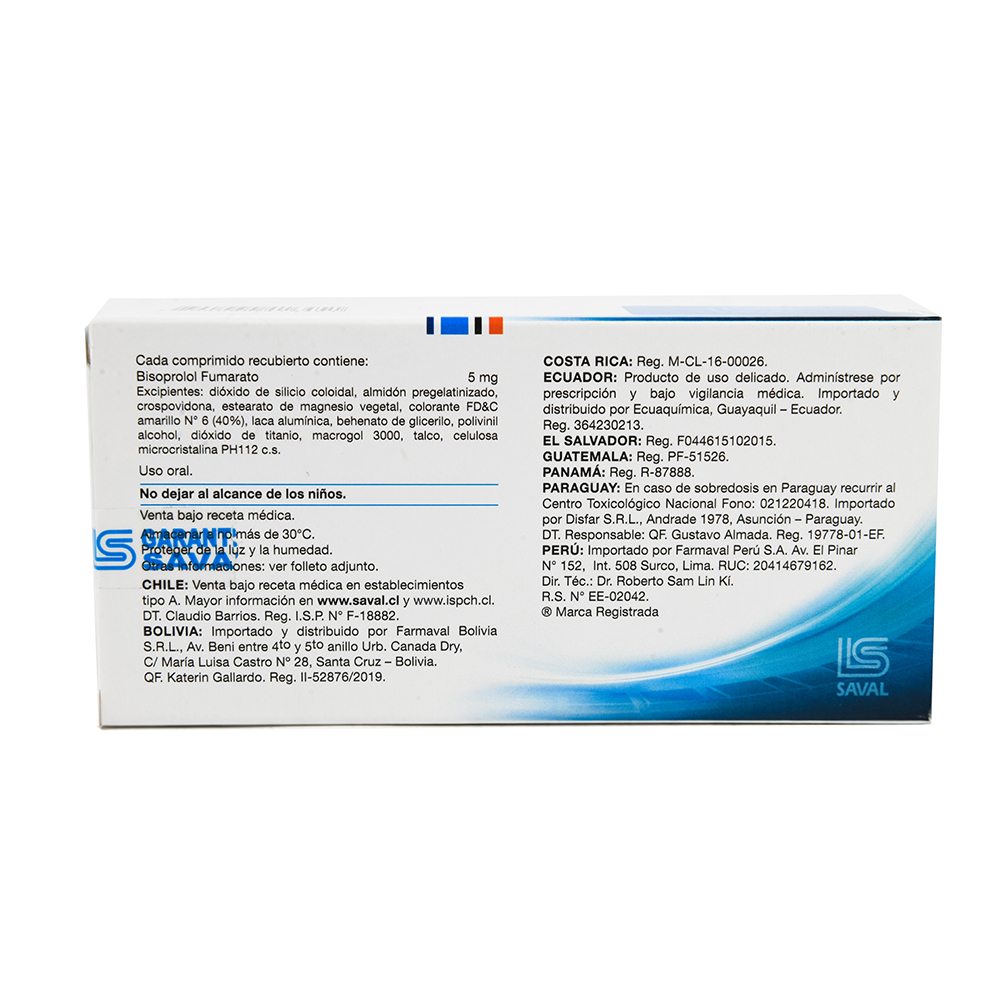 Cada comprimido recubierto contiene:
Bisoprolol Fumarato 5 mg
Excipientes: dióxido de silicio coloidal, almidón pregelatinizado,
crospovidona, estearato de magnesio vegetal, colorante FD&C
amarillo N° 6 (40%), laca alumínica, behenato de glicerilo, polivinil
alcohol, dióxido de titanio, macrogol 3000, talco, celulosa
microcristalina PH112 c.s.
Uso oral.
No dejar al alcance de los niños.
Venta bajo receta médica.
Almacenar a no más de 30°C.
Proteger de la luz y la humedad.
Otras informaciones: ver folleto adjunto.
LS GARANT
SAVA
CHILE: Venta bajo receta médica en establecimientos
tipo A. Mayor información en www.saval.cl y www.ispch.cl.
DT. Claudio Barrios. Reg. I.S.P. N° F-18882.
BOLIVIA: Importado y distribuido por Farmaval Bolivia
S.R.L., Av. Beni entre 4to y 5to anillo Urb. Canada Dry,
C/ María Luisa Castro N° 28, Santa Cruz – Bolivia.
QF. Katerin Gallardo. Reg. II-52876/2019.
COSTA RICA: Reg. M-CL-16-00026.
ECUADOR: Producto de uso delicado. Adminístrese por
prescripción y bajo vigilancia médica. Importado y
distribuido por Ecuaquímica, Guayaquil – Ecuador.
Reg. 364230213.
EL SALVADOR: Reg. F044615102015.
GUATEMALA: Reg. PF-51526.
PANAMÁ: Reg. R-87888.
PARAGUAY: En caso de sobredosis en Paraguay recurrir al
Centro Toxicológico Nacional Fono: 021220418. Importado
por Disfar S.R.L., Andrade 1978, Asunción – Paraguay.
DT. Responsable: QF. Gustavo Almada. Reg. 19778-01-EF.
PERÚ: Importado por Farmaval Perú S.A. Av. El Pinar
N° 152, Int. 508 Surco, Lima. RUC: 20414679162.
Dir. Téc.: Dr. Roberto Sam Lin Kí.
R.S. N° EE-02042.
® Marca Registrada
LS
SAVAL